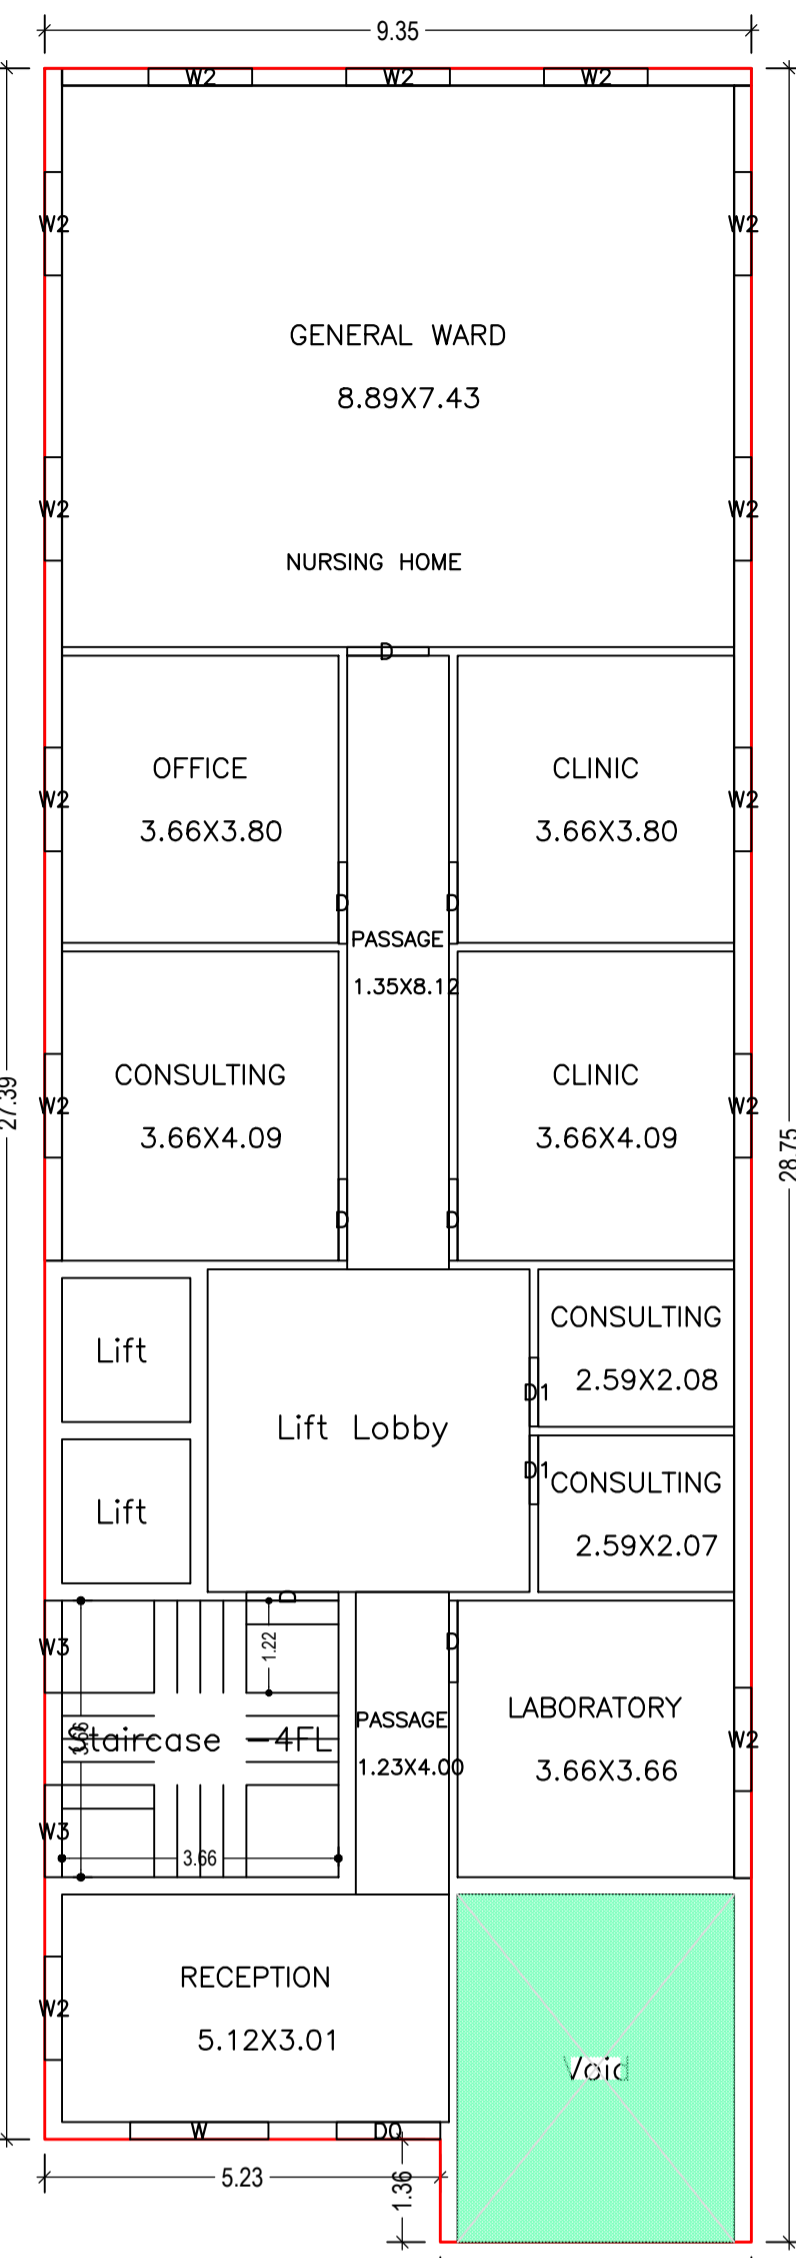 9.35
W2 W2 W2
W2 W2
GENERAL WARD
8.89X7.43
W2 W2
NURSING HOME
D
OFFICE CLINIC
W2 W2
3.66X3.80 3.66X3.80
D D
PASSAGE
1.35X8.12
CONSULTING CLINIC
27.39
W2 W2
3.66X4.09 3.66X4.09
28.75
D D
CONSULTING
Lift
2.59X2.08
D1
Lift Lobby
D1
CONSULTING
Lift
2.59X2.07
D
W3 1.22 D
LABORATORY
PASSAGE
Staircase -4FL
3.66
W2
1.23X4.00 3.66X3.66
W3
3.66
RECEPTION
W2
5.12X3.01
Void
W DO
5.23
1.36